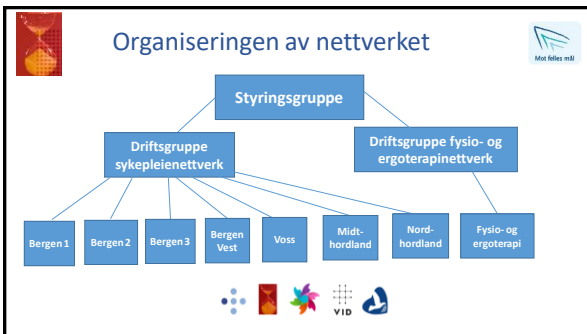 Organiseringen av nettverket
Mot felles mål
Styringsgruppe
Driftsgruppe
sykepleienettverk
Driftsgruppe fysio- og
ergoterapinettverk
Bergen 1
Bergen 2
Bergen 3
Bergen
Vest
Voss
Midt-
hordland
Nord-
hordland
Fysio- og
ergoterapi
VID